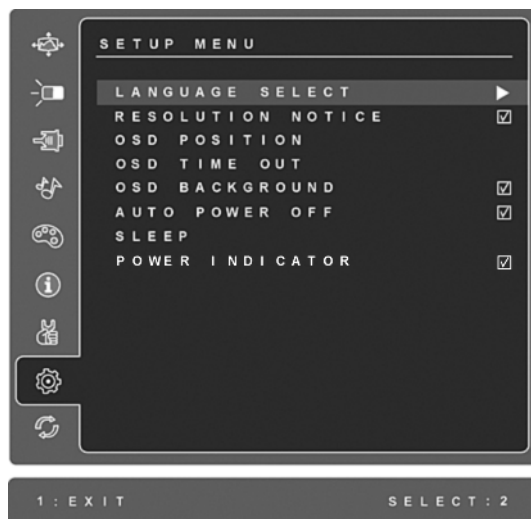 SETUP MENU
LANGUAGE SELECT
RESOLUTION NOTICE
OSD POSITION
OSD TIME OUT
OSD BACKGROUND
AUTO POWER OFF
SLEEP
POWER INDICATOR
1:EXIT SELECT:2